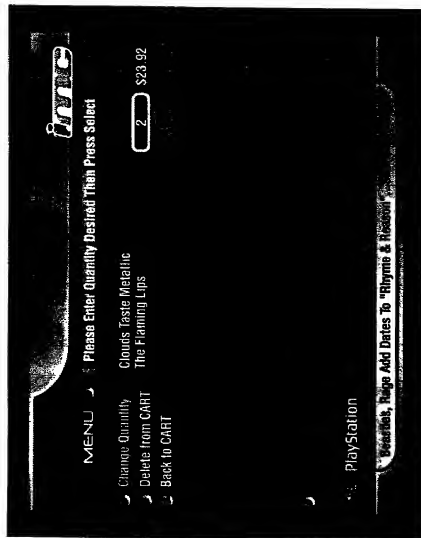 imc
MENU
Please Enter Quantity Desired Then Press Select
Change Quantity
Clouds Taste Metallic
2
$23.92
Delete from CART
The Flaming Lips
Back to CART
PlayStation
Rage Add Dates To "Rhyme & Reason"